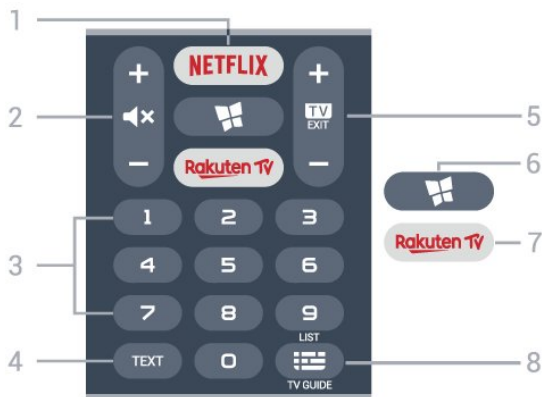 1
NETFLIX
2
TV
EXIT
5
6
Rakuten TV
1 2 3
Rakuten TV
7
3
4 5 6
7 8 9
LIST
4
TEXT
0
TV GUIDE
8